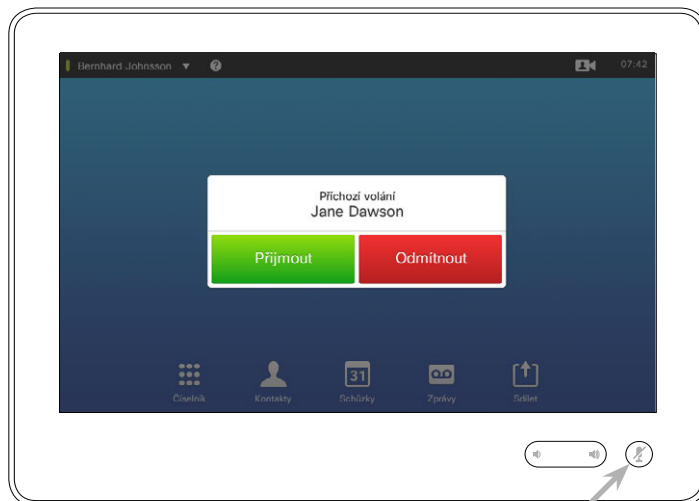 Bernhard Johnsson
?
07:42
Příchozí volání
Jane Dawson
Přijmout
Odmítnout
31
Číselník
Kontakty
Schůzky
Zprávy
Sdílet